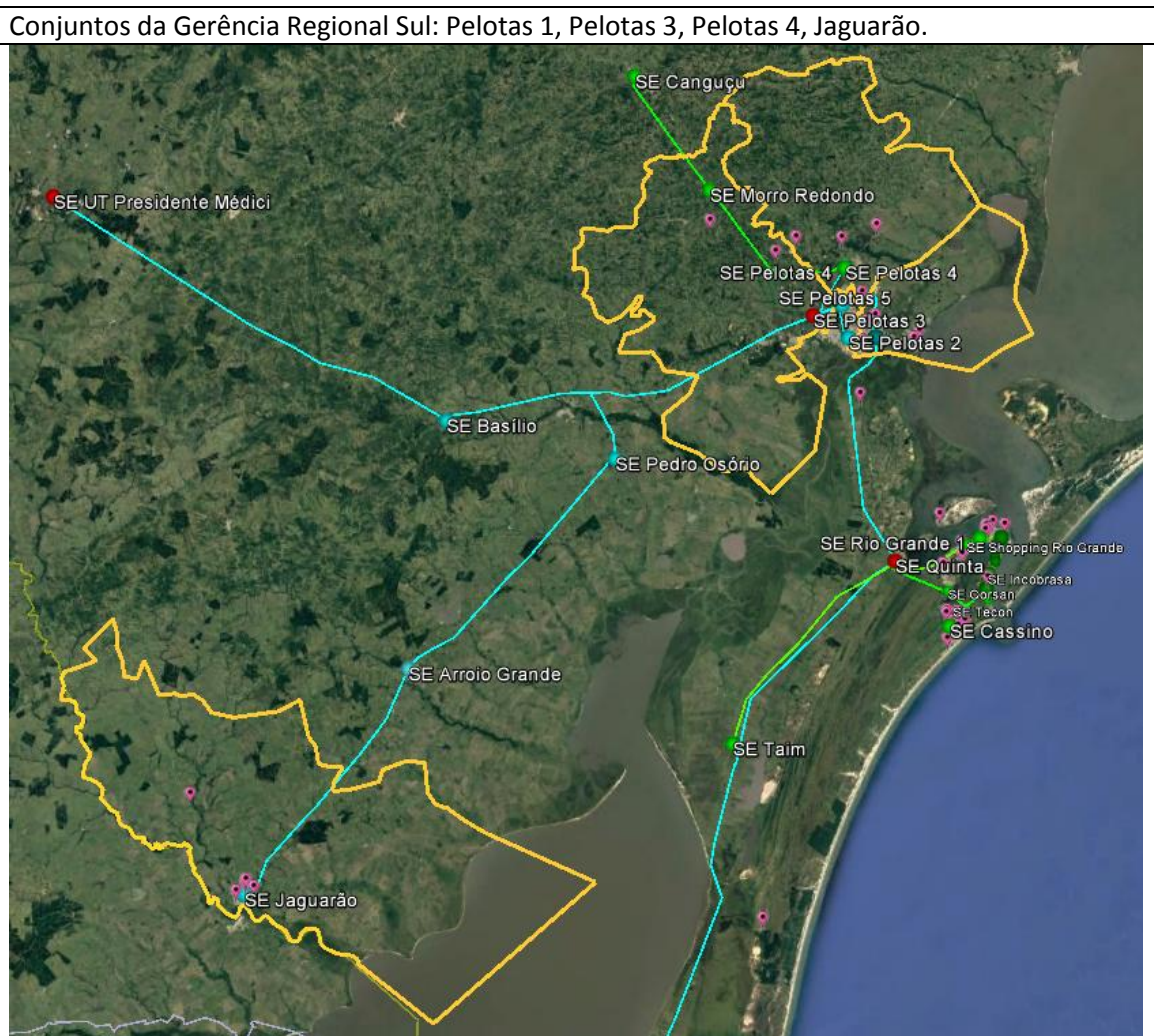 Conjuntos da Gerência Regional Sul: Pelotas 1, Pelotas 3, Pelotas 4, Jaguarão.
SE Canguçu
SE UT Presidente Médici
SE Morro Redondo
SE Pelotas 4
SE Pelotas 4
SE Pelotas 5
SE Pelotas 3
SE Pelotas 2
SE Basílio
SE Pedro Osório
SE Rio Grande 1
SE Shopping Rio Grande
SE Quinta
SE Incobrasa
SE Corsan
SE Tecon
SE Cassino
SE Arroio Grande
SE Taim
SE Jaguarão